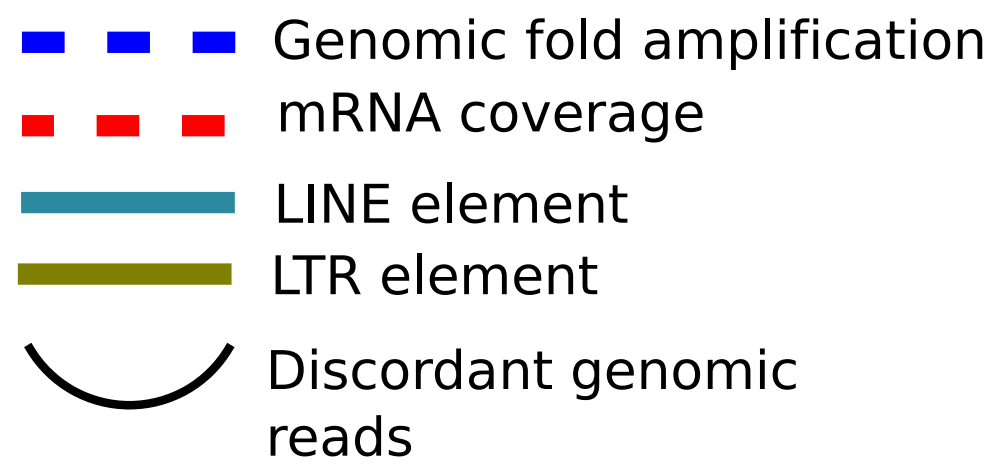 Genomic fold amplification
mRNA coverage
LINE element
LTR element
Discordant genomic
reads